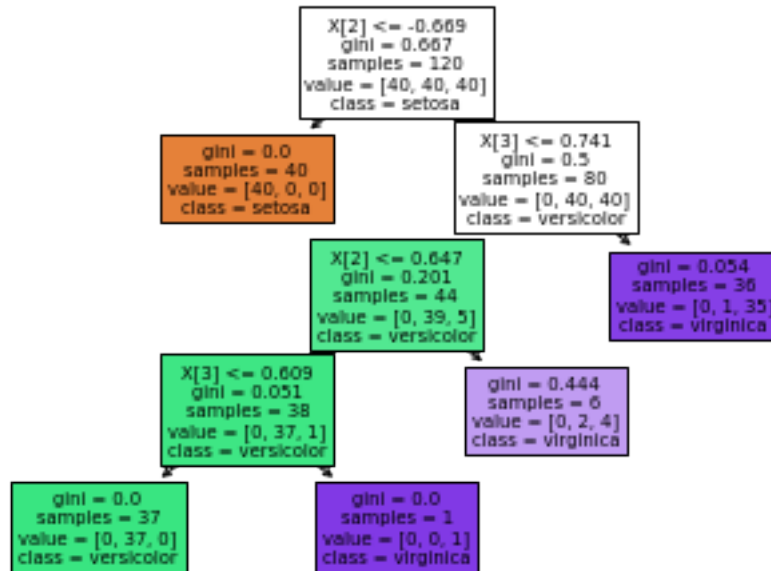 X[2] <= -0.669
gini = 0.667
samples = 120
value = [40, 40, 40]
class = setosa
gini = 0.0
samples = 40
value = [40, 0, 0]
class = setosa
X[3] <= 0.741
gini = 0.5
samples = 80
value = [0, 40, 40]
class = versicolor
X[2] <= 0.647
gini = 0.201
samples = 44
value = [0, 39, 5]
class = versicolor
gini = 0.054
samples = 36
value = [0, 1, 35]
class = virginica
X[3] <= 0.609
gini = 0.051
samples = 38
value = [0, 37, 1]
class = versicolor
gini = 0.444
samples = 6
value = [0, 2, 4]
class = virginica
gini = 0.0
samples = 37
value = [0, 37, 0]
class = versicolor
gini = 0.0
samples = 1
value = [0, 0, 1]
class = virginica